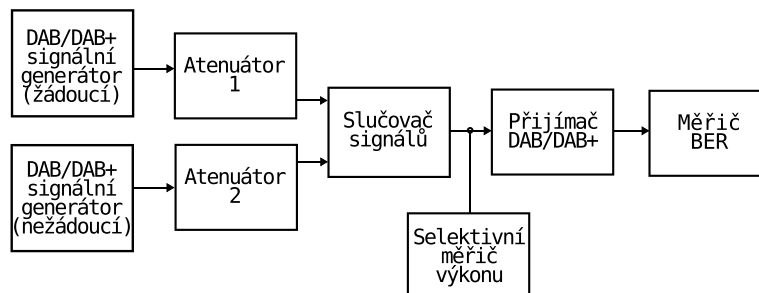 DAB/DAB+
signální
generátor
(žádoucí)
Atenuátor
1
DAB/DAB+
signální
generátor
(nežádoucí)
Atenuátor
2
Slučovač
signálů
Přijímač
DAB/DAB+
Měřič
BER
Selektivní
měřič
výkonu